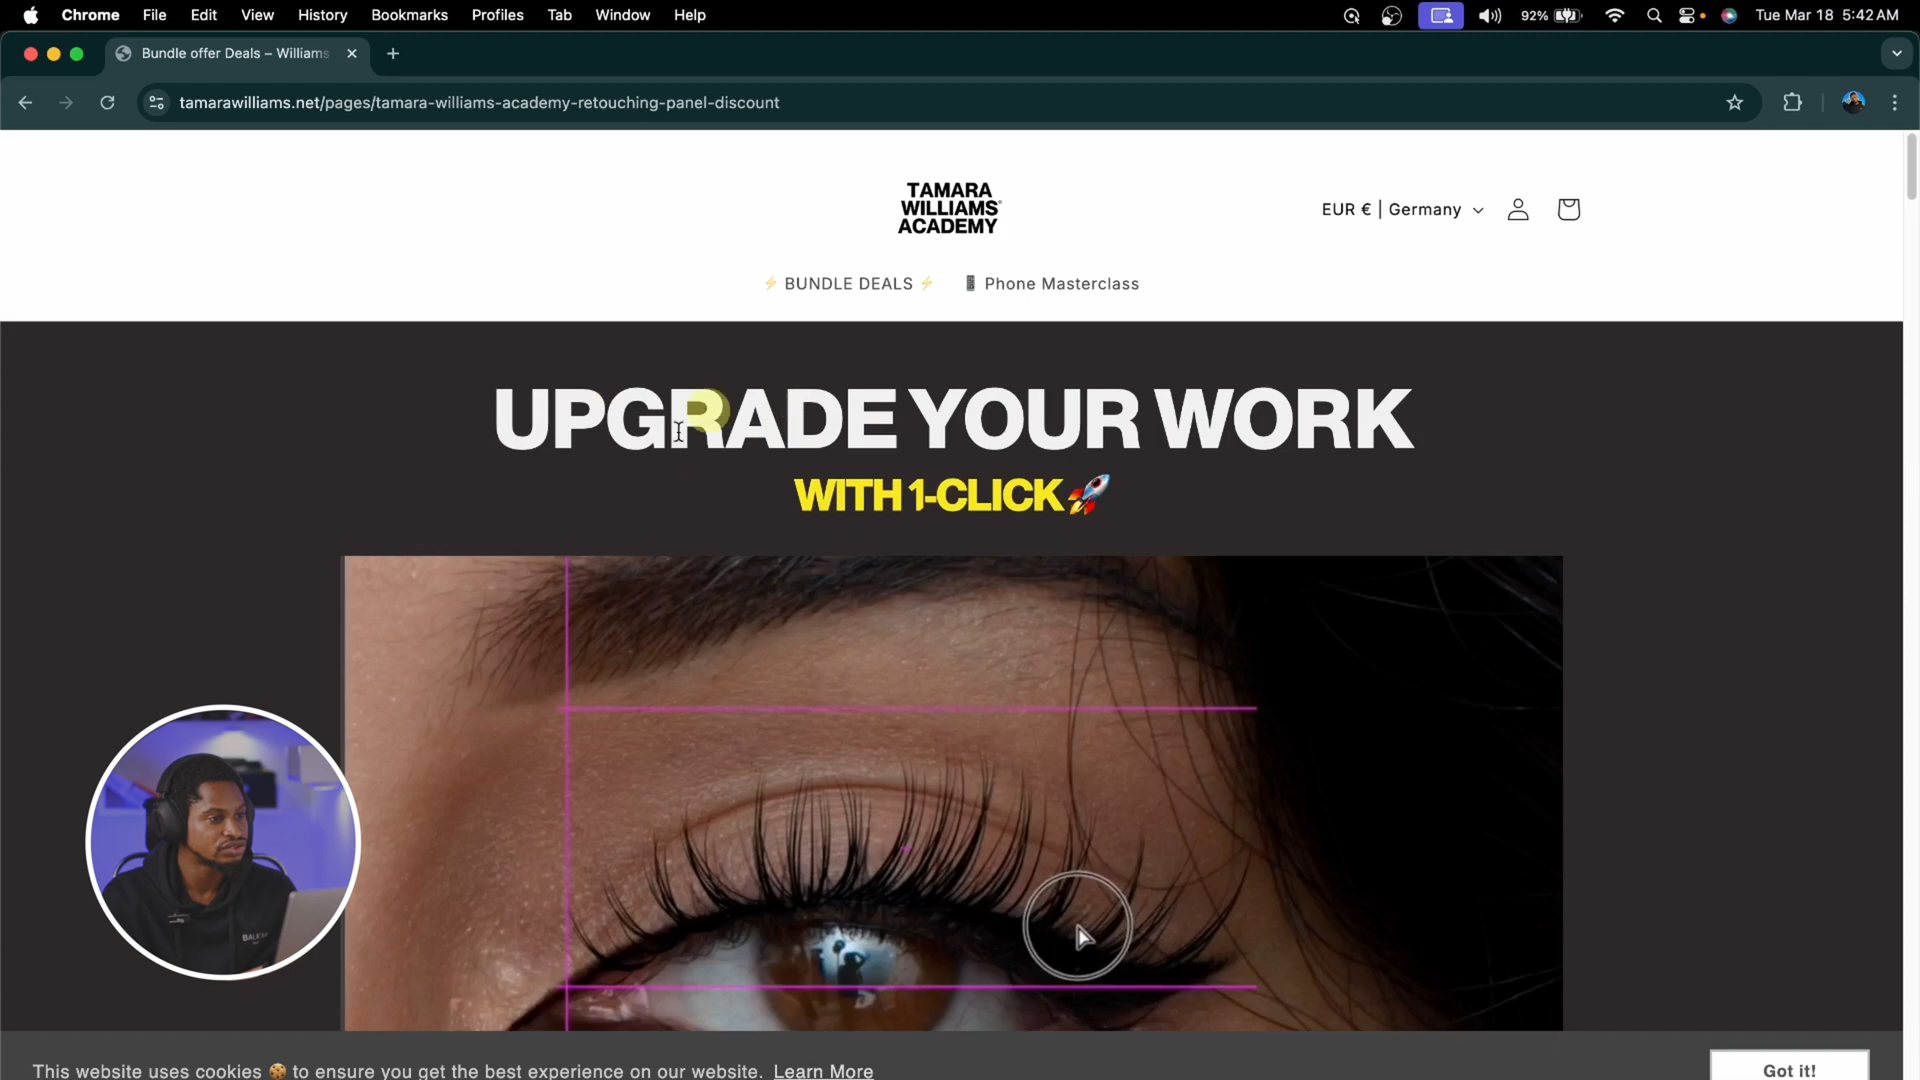 Chrome File Edit View History Bookmarks Profiles Tab Window Help 92% Tue Mar 18 5:42 AM
Bundle offer Deals – Williams
tamarawilliams.net/pages/tamara-williams-academy-retouching-panel-discount
TAMARA
WILLIAMS®
ACADEMY
EUR € | Germany
⚡ BUNDLE DEALS ⚡ 📱 Phone Masterclass
UPGRADE YOUR WORK
WITH 1-CLICK🚀
This website uses cookies 🍪 to ensure you get the best experience on our website. Learn More
Got it!